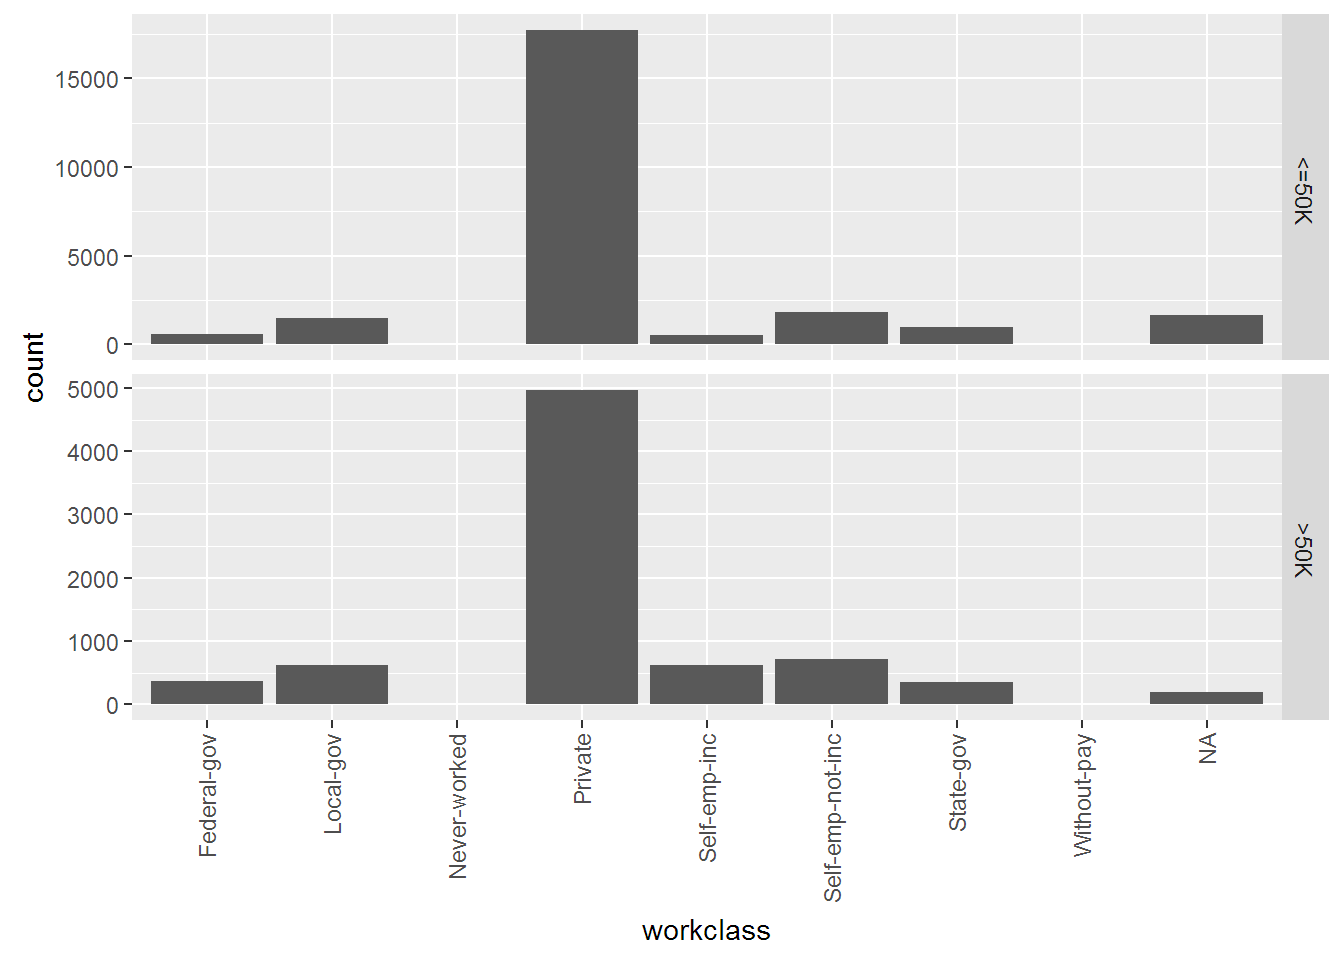 15000
10000
5000
0
<=50K
5000
4000
3000
2000
1000
0
>50K
count
Federal-gov
Local-gov
Never-worked
Private
Self-emp-inc
Self-emp-not-inc
State-gov
Without-pay
NA
workclass